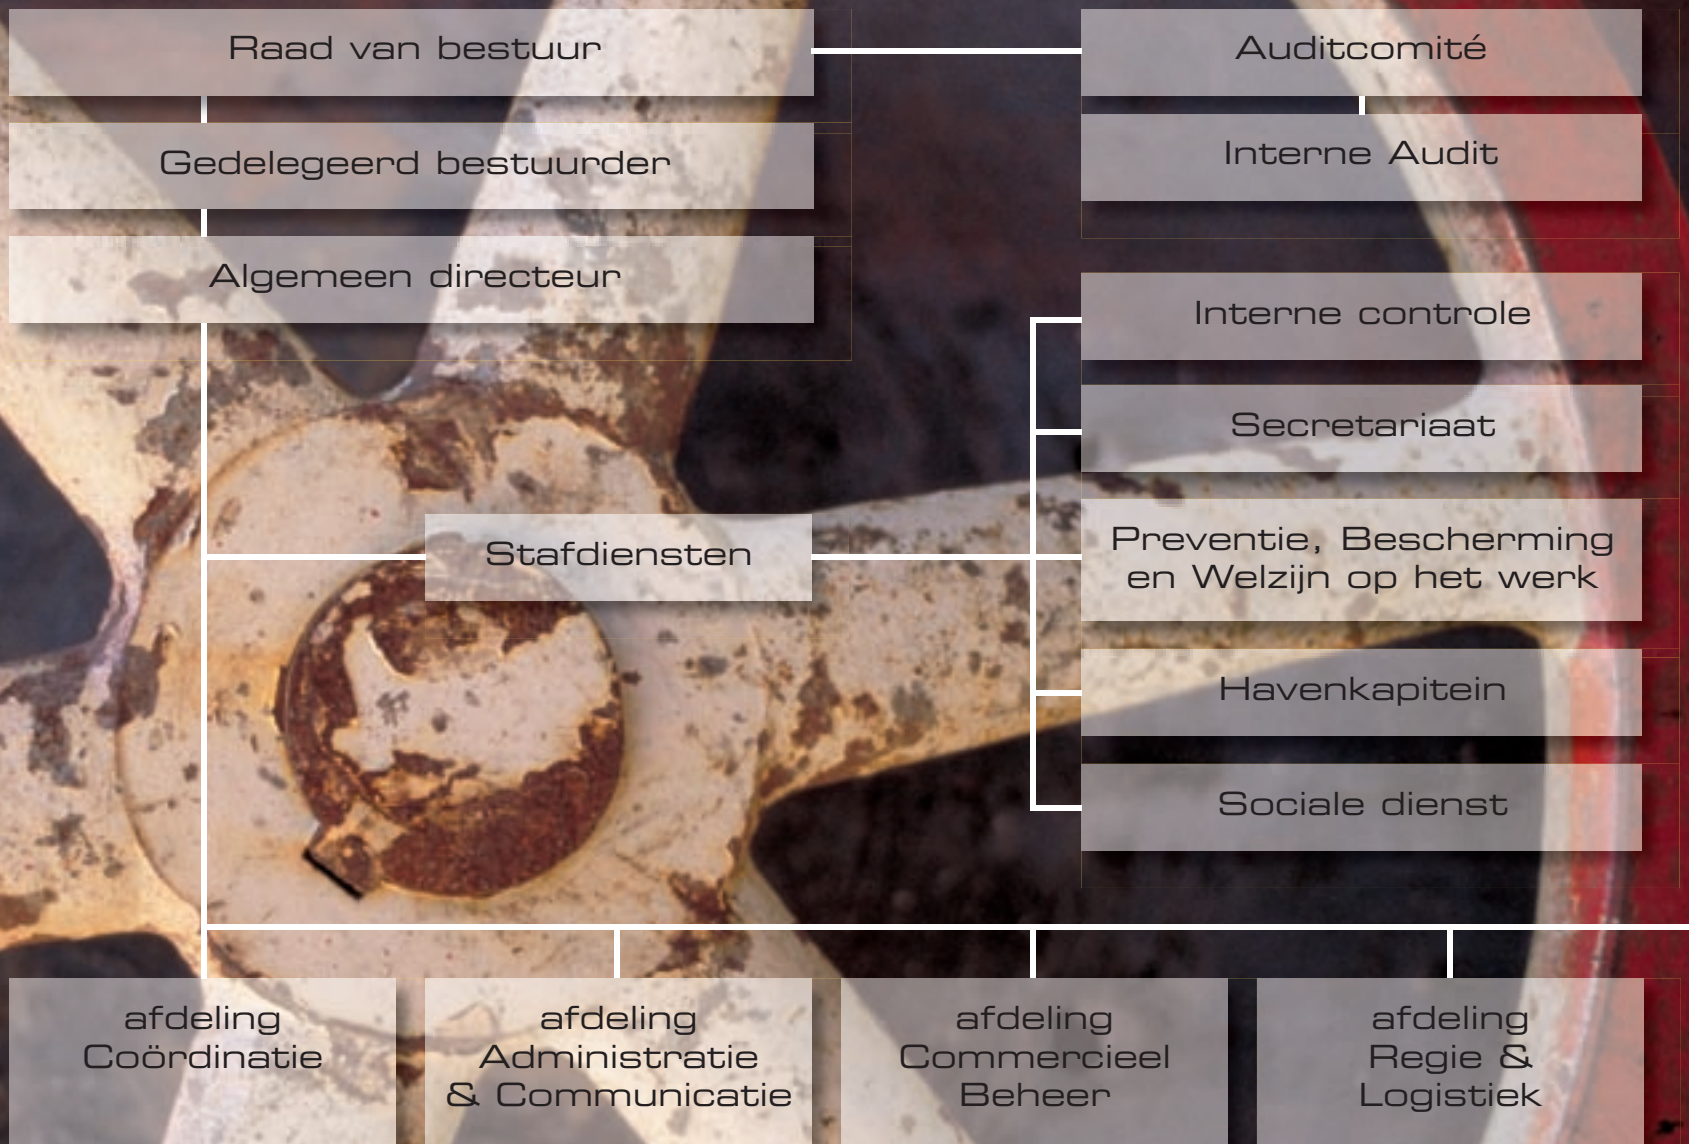 Raad van bestuur
Auditcomité
Gedelegeerd bestuurder
Interne Audit
Algemeen directeur
Interne controle
Secretariaat
Stafdiensten
Preventie, Bescherming
en Welzijn op het werk
Havenkapitein
Sociale dienst
afdeling
Coördinatie
afdeling
Administratie
& Communicatie
afdeling
Commercieel
Beheer
afdeling
Regie &
Logistiek